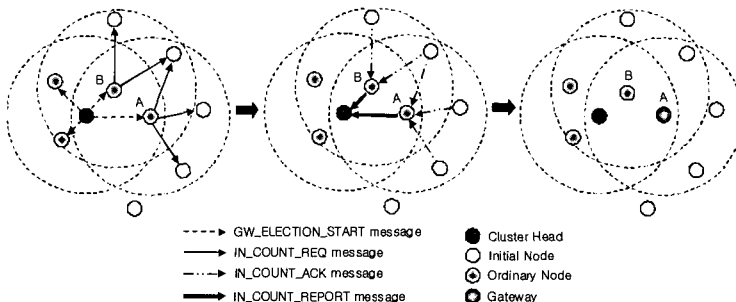 B
A
B
A
B
A
GW_ELECTION_START message
IN_COUNT_REQ message
IN_COUNT_ACK message
IN_COUNT_REPORT message
Cluster Head
Initial Node
Ordinary Node
Gateway